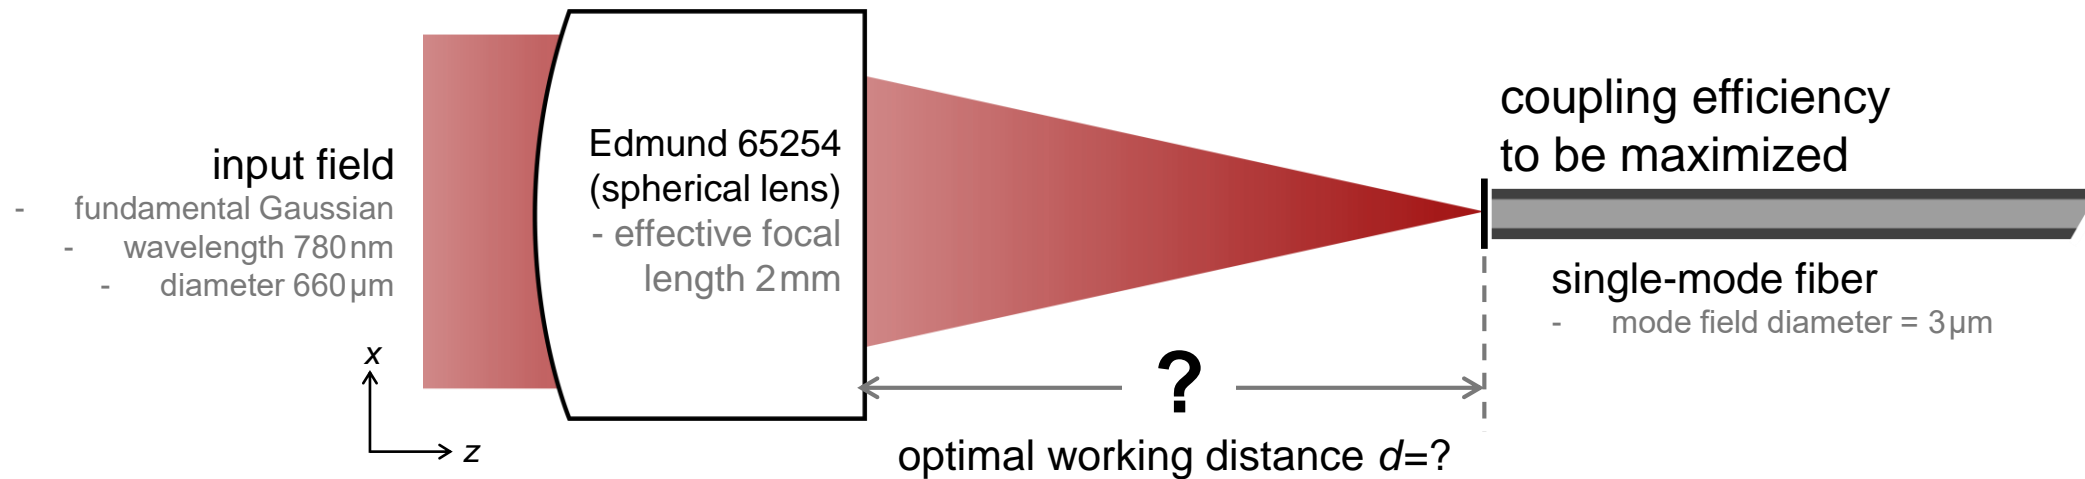 input field
- fundamental Gaussian
- wavelength 780 nm
- diameter 660 µm
x
z
Edmund 65254
(spherical lens)
- effective focal
length 2 mm
?
optimal working distance d=?
coupling efficiency
to be maximized
single-mode fiber
- mode field diameter = 3 µm